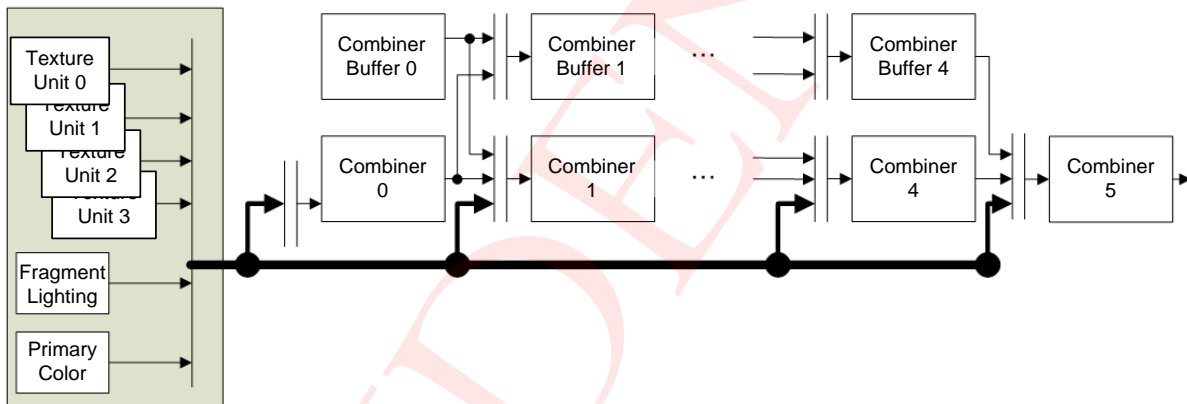 Texture
Unit 0
Texture
Unit 1
Texture
Unit 2
Texture
Unit 3
Fragment
Lighting
Primary
Color
Combiner
Buffer 0
Combiner
Buffer 1
...
Combiner
Buffer 4
Combiner
0
Combiner
1
...
Combiner
4
Combiner
5